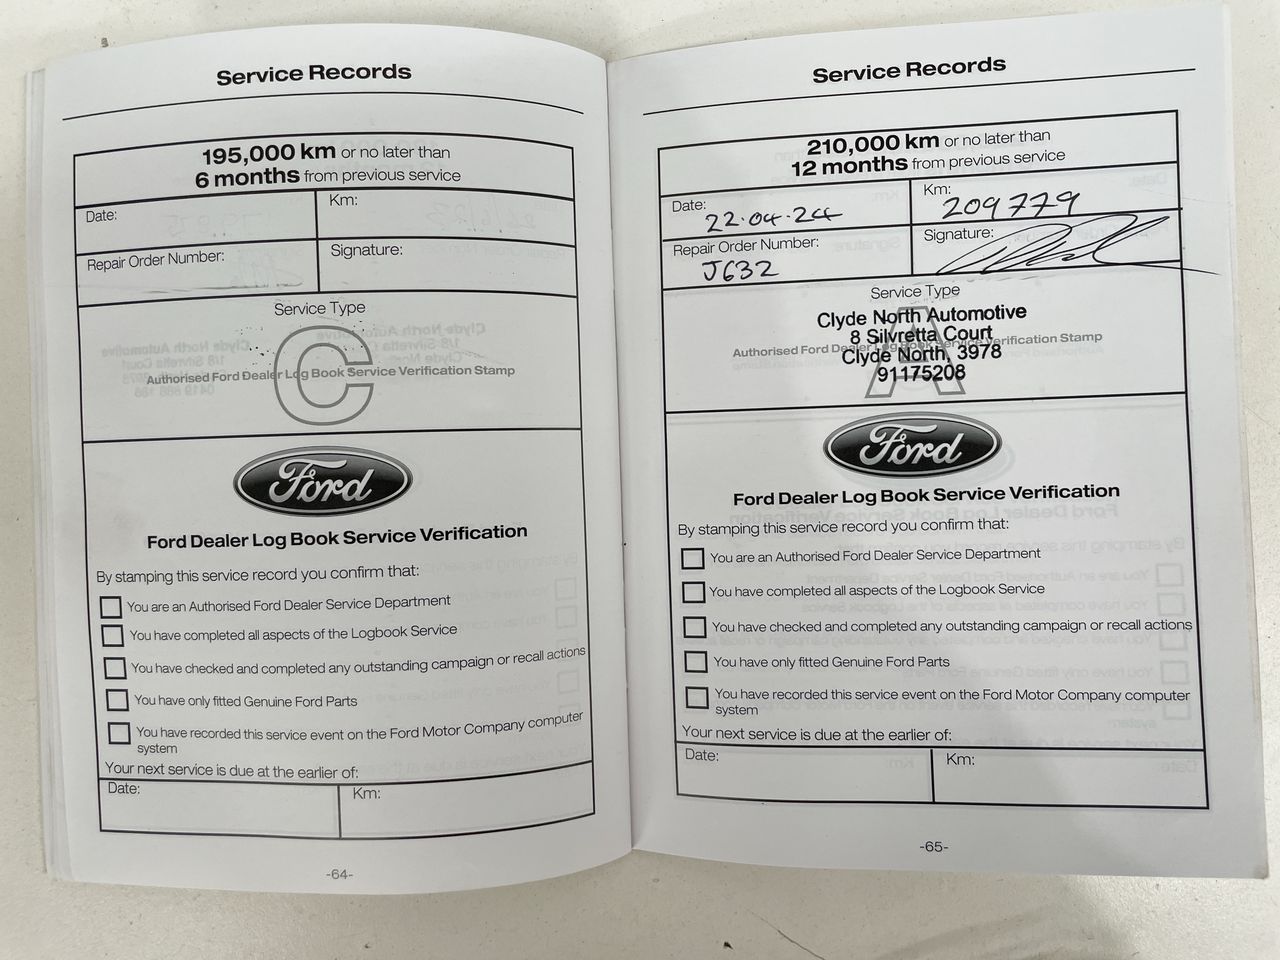 Service Records
195,000 km or no later than
6 months from previous service
Date:
Km:
Repair Order Number:
Signature:
Service Type
C
Authorised Ford Dealer Log Book Service Verification Stamp
Ford
Ford Dealer Log Book Service Verification
By stamping this service record you confirm that:
You are an Authorised Ford Dealer Service Department
You have completed all aspects of the Logbook Service
You have checked and completed any outstanding campaign or recall actions
You have only fitted Genuine Ford Parts
You have recorded this service event on the Ford Motor Company computer
system
Your next service is due at the earlier of:
Date:
Km:
-64-
Service Records
210,000 km or no later than
12 months from previous service
Date:
22.04.24
Km:
209779
Repair Order Number:
J632
Signature:
Service Type
A
Authorised Ford Dealer Log Book Service Verification Stamp
Clyde North Automotive
8 Silvretta Court
Clyde North, 3978
91175208
Ford
Ford Dealer Log Book Service Verification
By stamping this service record you confirm that:
You are an Authorised Ford Dealer Service Department
You have completed all aspects of the Logbook Service
You have checked and completed any outstanding campaign or recall actions
You have only fitted Genuine Ford Parts
You have recorded this service event on the Ford Motor Company computer
system
Your next service is due at the earlier of:
Date:
Km:
-65-